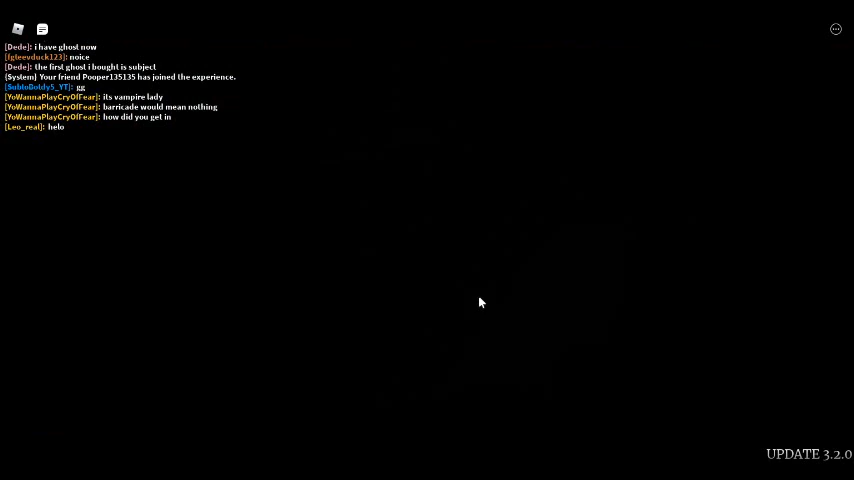 [Dede]: i have ghost now
[fgteevduck123]: noice
[Dede]: the first ghost i bought is subject
{System} Your friend Pooper135135 has joined the experience.
[SubtoBoldy5_YT]: gg
[YoWannaPlayCryOfFear]: its vampire lady
[YoWannaPlayCryOfFear]: barricade would mean nothing
[YoWannaPlayCryOfFear]: how did you get in
[Leo_real]: helo
UPDATE 3.2.0